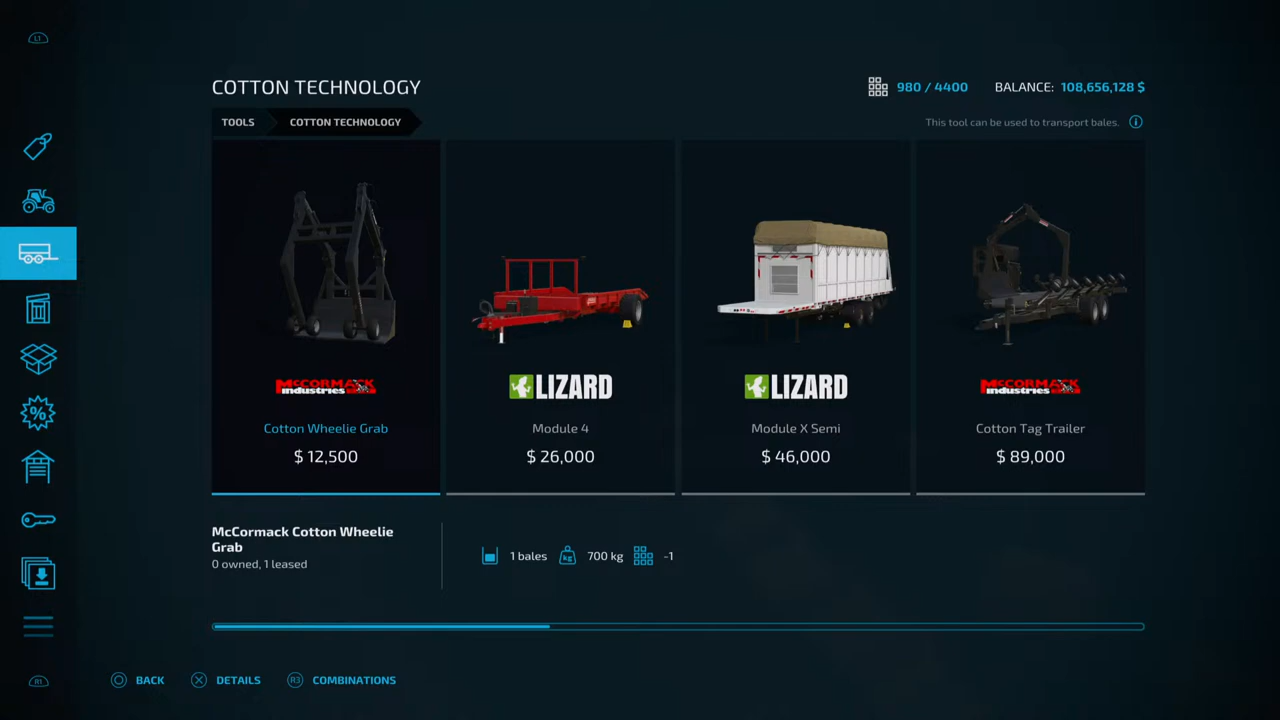 L1
COTTON TECHNOLOGY
980 / 4400
BALANCE: 108,656,128 $
TOOLS
COTTON TECHNOLOGY
This tool can be used to transport bales.
McCORMACK
industries
LIZARD
LIZARD
McCORMACK
industries
Cotton Wheelie Grab
Module 4
Module X Semi
Cotton Tag Trailer
$ 12,500
$ 26,000
$ 46,000
$ 89,000
McCormack Cotton Wheelie
Grab
0 owned, 1 leased
1 bales
kg
700 kg
-1
R1
BACK
DETAILS
R3
COMBINATIONS